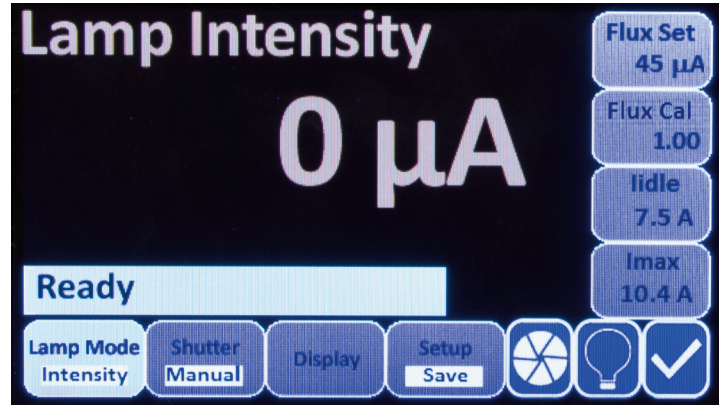 Lamp Intensity
0 µA
Ready
Flux Set
45 µA
Flux Cal
1.00
Iidle
7.5 A
Imax
10.4 A
Lamp Mode
Intensity
Shutter
Manual
Display
Setup
Save